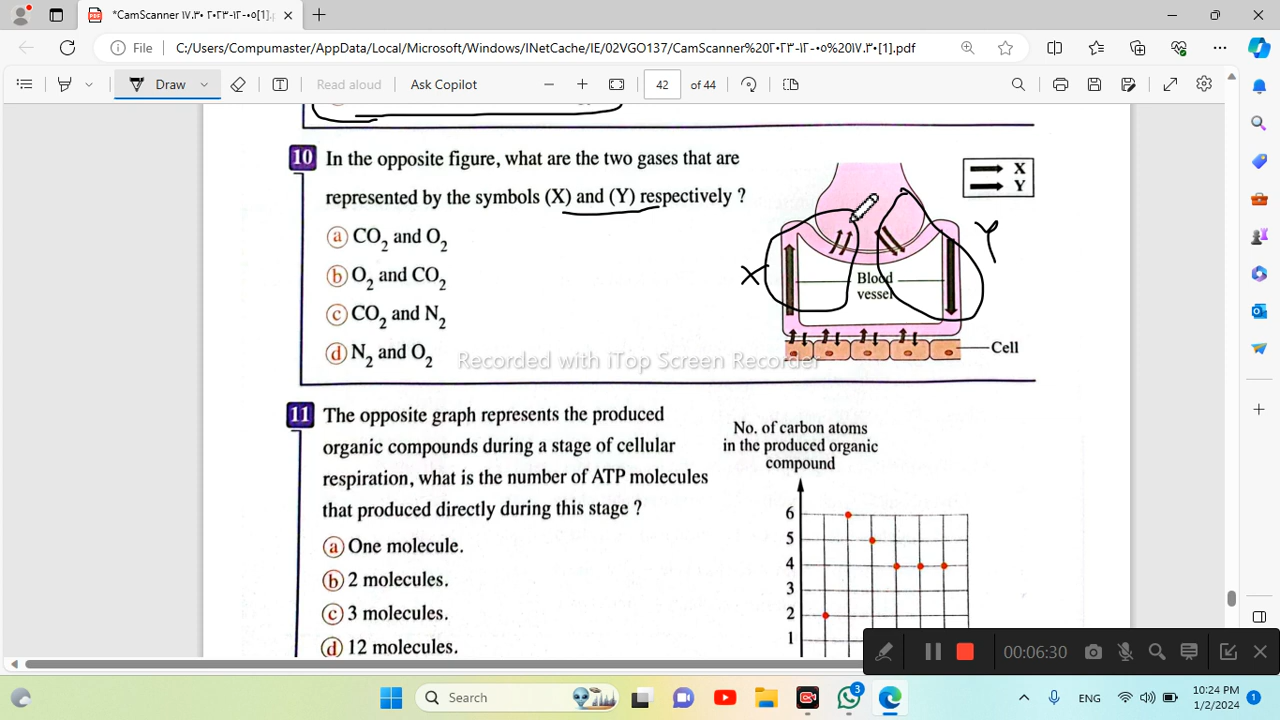 *CamScanner ١٧.٣٠ ٢٠٢٣-١٢-٠٥[1].p
File C:/Users/Compumaster/AppData/Local/Microsoft/Windows/INetCache/IE/02VGO137/CamScanner%20٢٠٢٣-١٢-٠٥%20١٧.٣٠[1].pdf
Draw Read aloud Ask Copilot 42 of 44
10 In the opposite figure, what are the two gases that are
represented by the symbols (X) and (Y) respectively ?
a CO2 and O2
b O2 and CO2
c CO2 and N2
d N2 and O2
X
Y
X
Y
Blood
vessel
Cell
Recorded with iTop Screen Recorder
11 The opposite graph represents the produced
organic compounds during a stage of cellular
respiration, what is the number of ATP molecules
that produced directly during this stage ?
a One molecule.
b 2 molecules.
c 3 molecules.
d 12 molecules.
No. of carbon atoms
in the produced organic
compound
6
5
4
3
2
1
00:06:30
Search
3
ENG
10:24 PM
1/2/2024